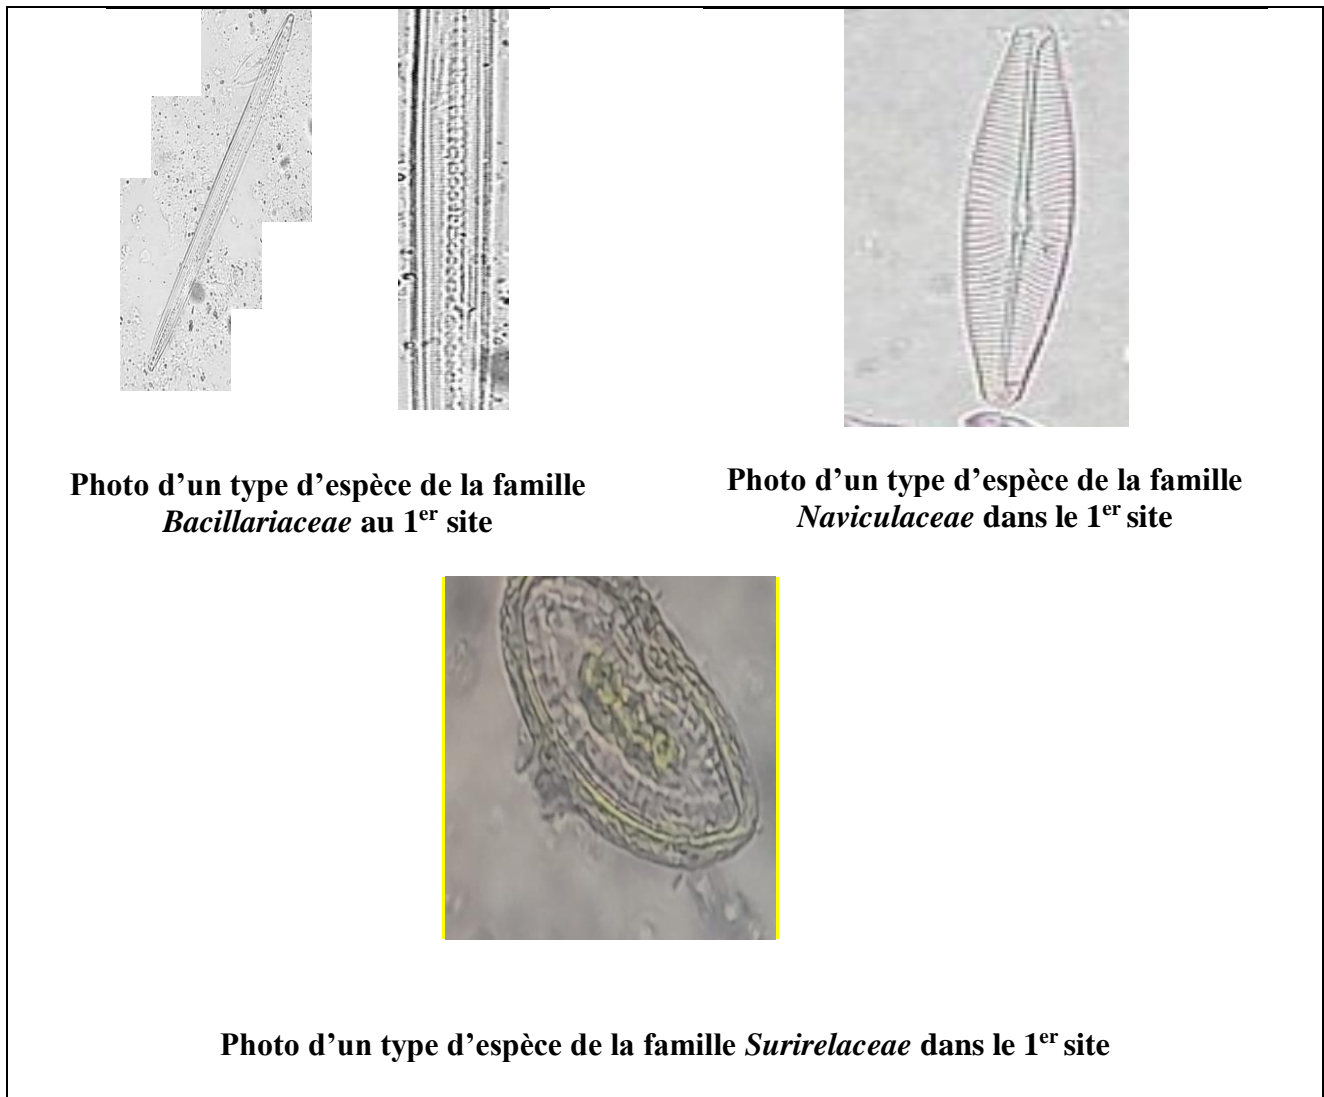 Photo d’un type d’espèce de la famille
Bacillariaceae au 1er site
Photo d’un type d’espèce de la famille
Naviculaceae dans le 1er site
Photo d’un type d’espèce de la famille Surirelaceae dans le 1er site